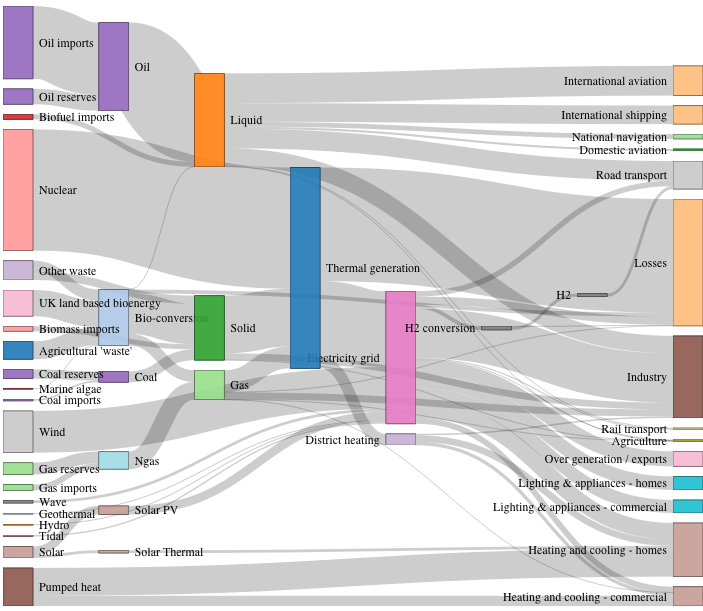 Oil imports
Oil reserves
Biofuel imports
Nuclear
Other waste
UK land based bioenergy
Biomass imports
Agricultural 'waste'
Coal reserves
Marine algae
Coal imports
Wind
Gas reserves
Gas imports
Wave
Geothermal
Hydro
Tidal
Solar
Pumped heat
Oil
Bio-conversion
Coal
Ngas
Solar PV
Solar Thermal
Liquid
Solid
Gas
Thermal generation
Electricity grid
District heating
H2 conversion
H2
International aviation
International shipping
National navigation
Domestic aviation
Road transport
Losses
Industry
Rail transport
Agriculture
Over generation / exports
Lighting & appliances - homes
Lighting & appliances - commercial
Heating and cooling - homes
Heating and cooling - commercial